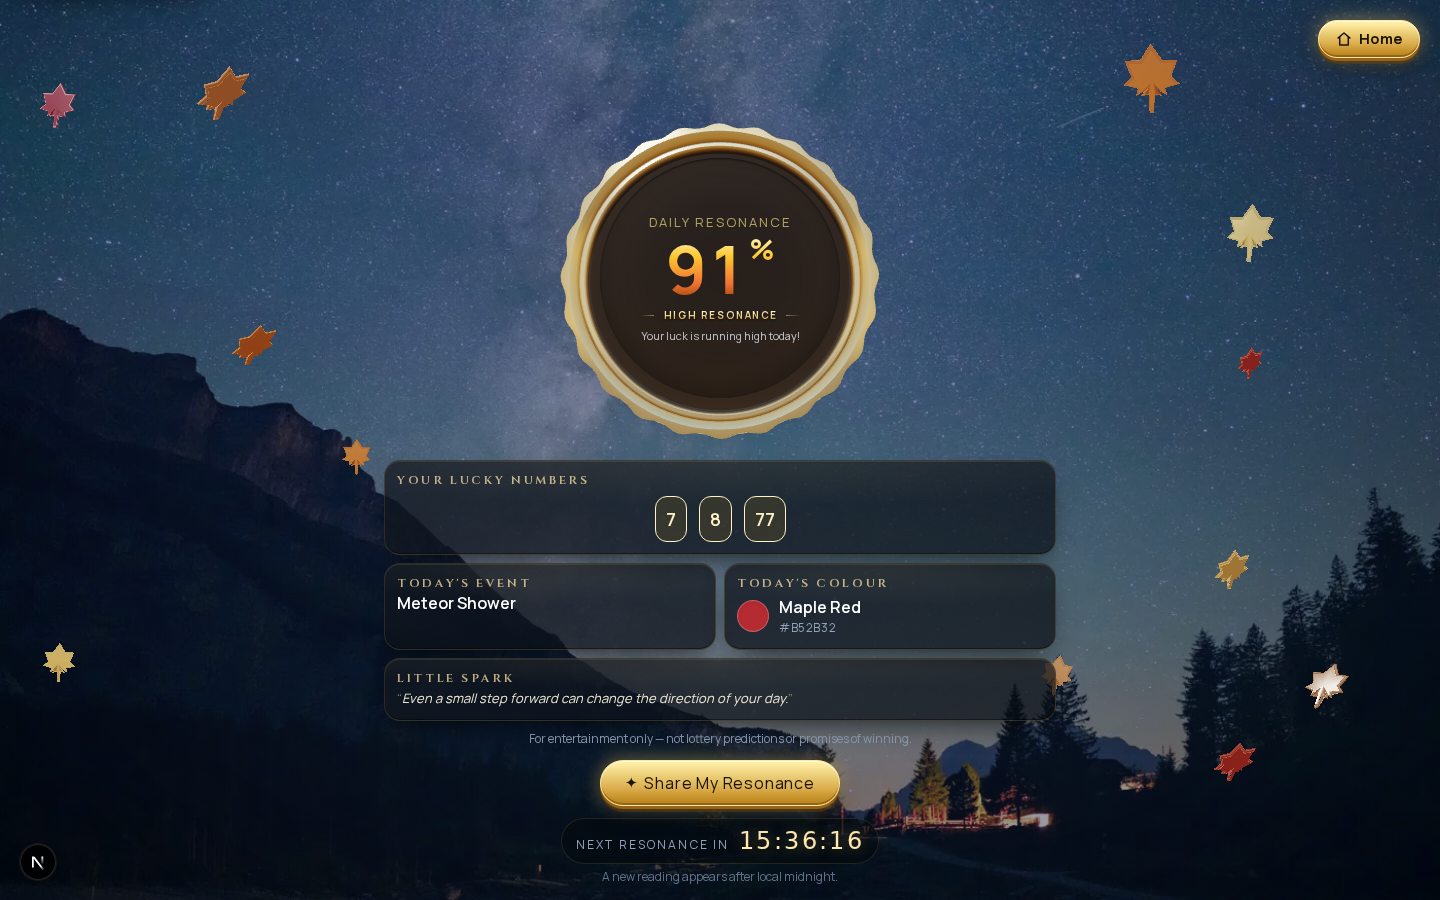 Home
DAILY RESONANCE
91%
HIGH RESONANCE
Your luck is running high today!
YOUR LUCKY NUMBERS
7 8 77
TODAY'S EVENT
Meteor Shower
TODAY'S COLOUR
Maple Red
#B52B32
LITTLE SPARK
“Even a small step forward can change the direction of your day.”
For entertainment only — not lottery predictions or promises of winning.
✦ Share My Resonance
NEXT RESONANCE IN 15:36:16
A new reading appears after local midnight.
N